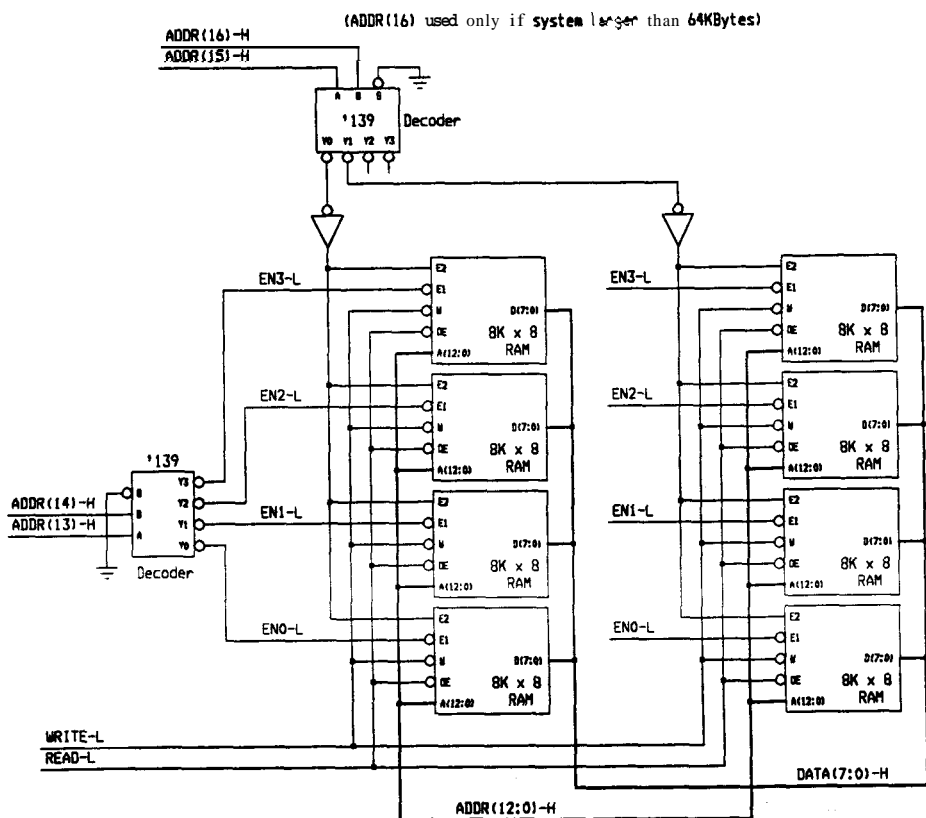 (ADDR(16) used only if system larger than 64KBytes)
ADDR(16)-H
ADDR(15)-H
A B G
'139
Decoder
Y0 Y1 Y2 Y3
EN3-L
E2
E1
W
OE
A(12:0)
D(7:0)
8K x 8
RAM
EN3-L
E2
E1
W
OE
A(12:0)
D(7:0)
8K x 8
RAM
EN2-L
E2
E1
W
OE
A(12:0)
D(7:0)
8K x 8
RAM
EN2-L
E2
E1
W
OE
A(12:0)
D(7:0)
8K x 8
RAM
'139
ADDR(14)-H
ADDR(13)-H
B
A
Y3
Y2
Y1
Y0
Decoder
EN1-L
E2
E1
W
OE
A(12:0)
D(7:0)
8K x 8
RAM
EN1-L
E2
E1
W
OE
A(12:0)
D(7:0)
8K x 8
RAM
EN0-L
E2
E1
W
OE
A(12:0)
D(7:0)
8K x 8
RAM
EN0-L
E2
E1
W
OE
A(12:0)
D(7:0)
8K x 8
RAM
WRITE-L
READ-L
DATA(7:0)-H
ADDR(12:0)-H